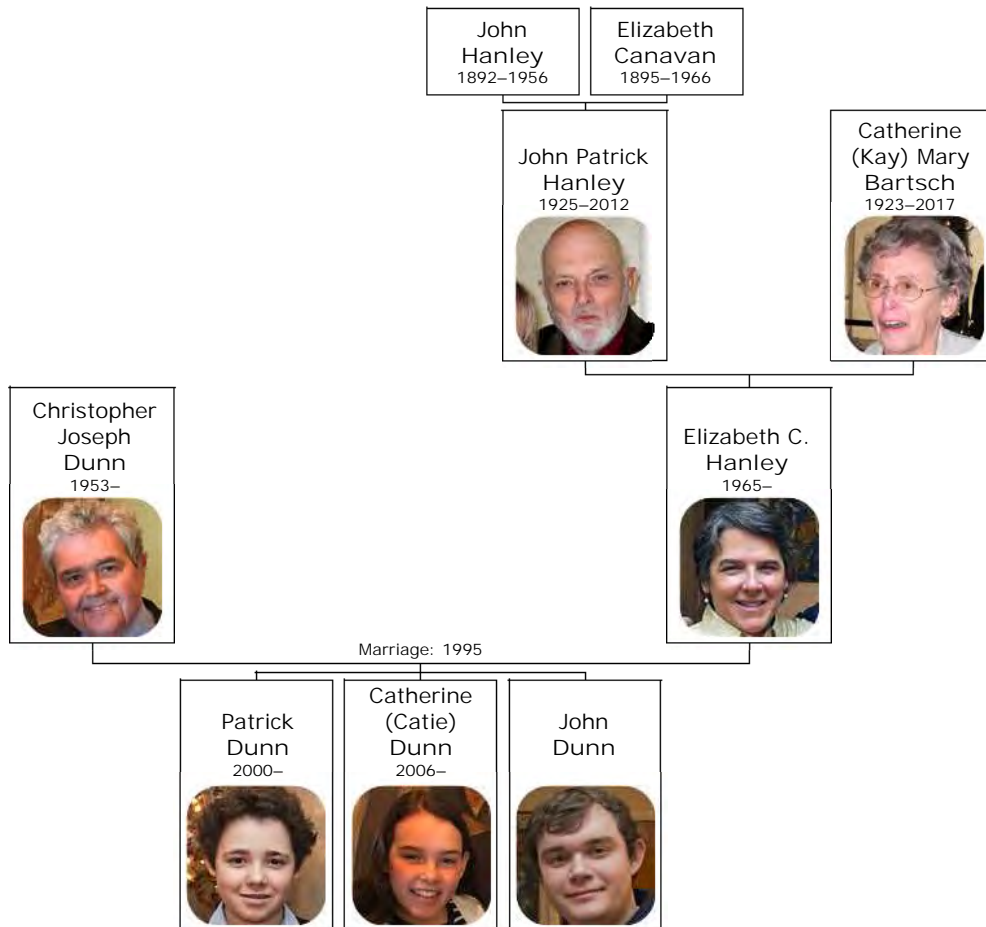 John
Hanley
1892–1956
Elizabeth
Canavan
1895–1966
John Patrick
Hanley
1925–2012
Catherine
(Kay) Mary
Bartsch
1923–2017
Christopher
Joseph
Dunn
1953–
Elizabeth C.
Hanley
1965–
Marriage: 1995
Patrick
Dunn
2000–
Catherine
(Catie)
Dunn
2006–
John
Dunn